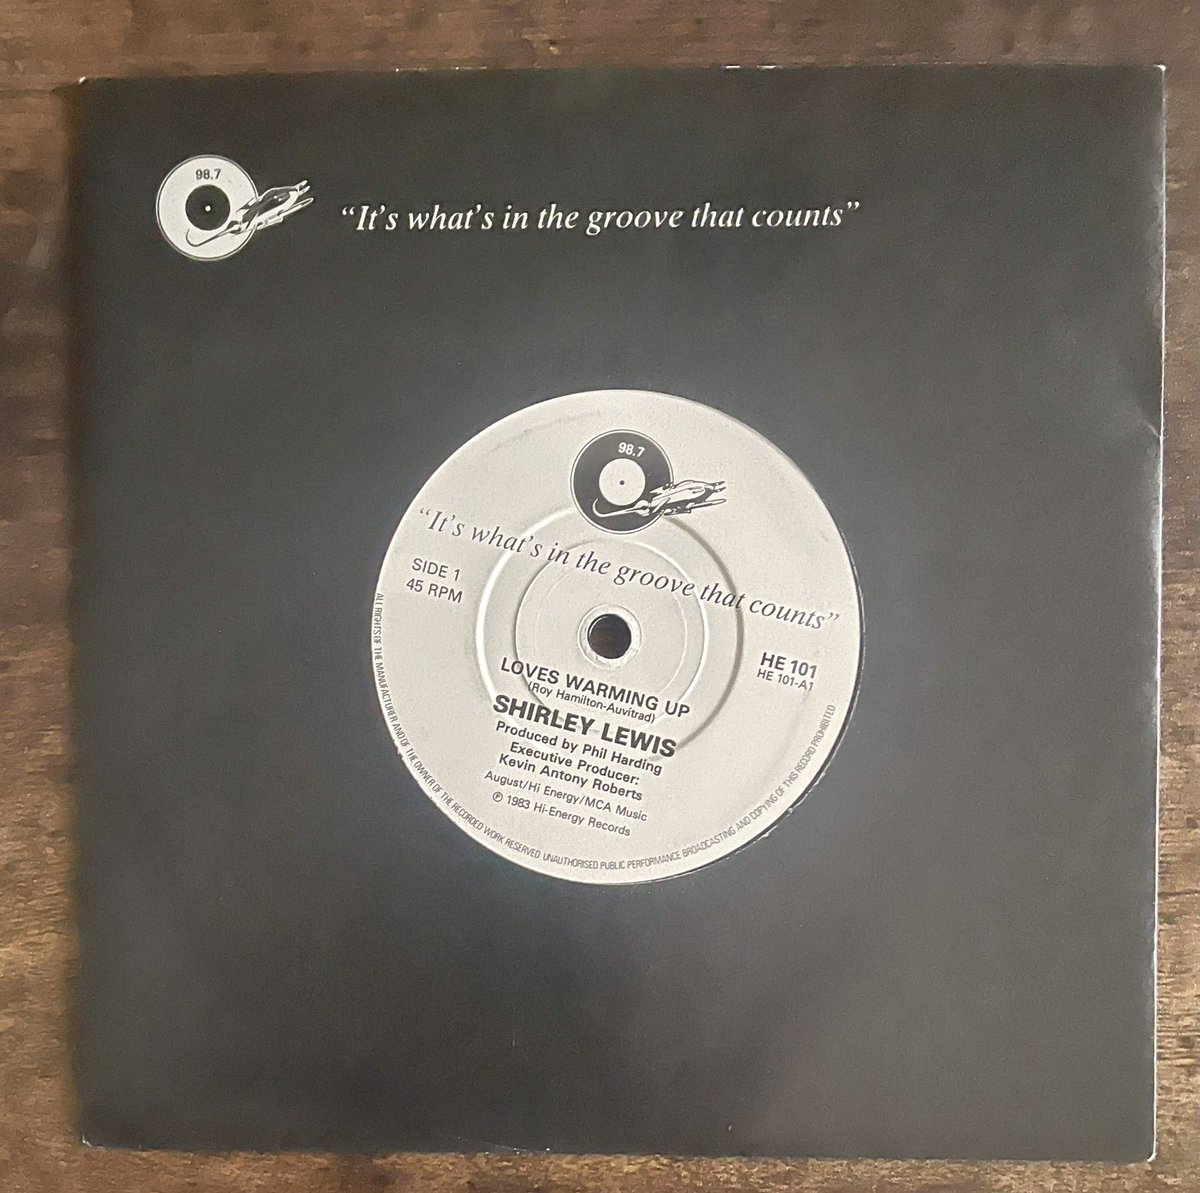 98.7
“It's what's in the groove that counts”
98.7
“It's what's in the groove that counts”
SIDE 1
45 RPM
HE 101
HE 101-A1
LOVES WARMING UP
(Roy Hamilton-Auvitrad)
SHIRLEY LEWIS
Produced by Phil Harding
Executive Producer:
Kevin Antony Roberts
August/Hi Energy/MCA Music
℗ 1983 Hi-Energy Records
ALL RIGHTS OF THE MANUFACTURER AND OF THE OWNER OF THE RECORDED WORK RESERVED. UNAUTHORISED PUBLIC PERFORMANCE BROADCASTING AND COPYING OF THIS RECORD PROHIBITED